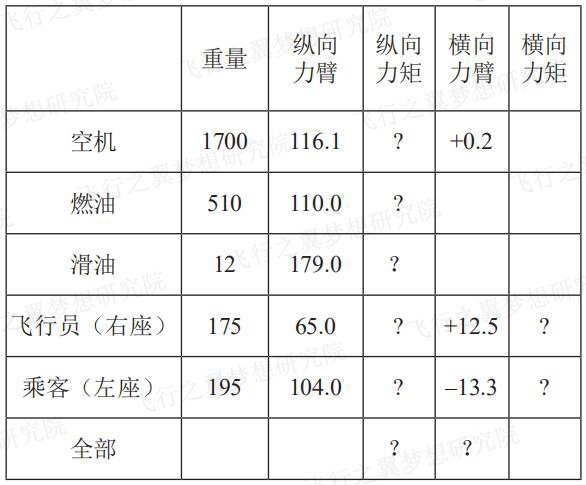 重量 纵向力臂 纵向力矩 横向力臂 横向力矩
空机 1700 116.1 ? +0.2
燃油 510 110.0 ?
滑油 12 179.0 ?
飞行员（右座） 175 65.0 ? +12.5 ?
乘客（左座） 195 104.0 ? –13.3 ?
全部 ? ?
飞行之翼梦想研究院